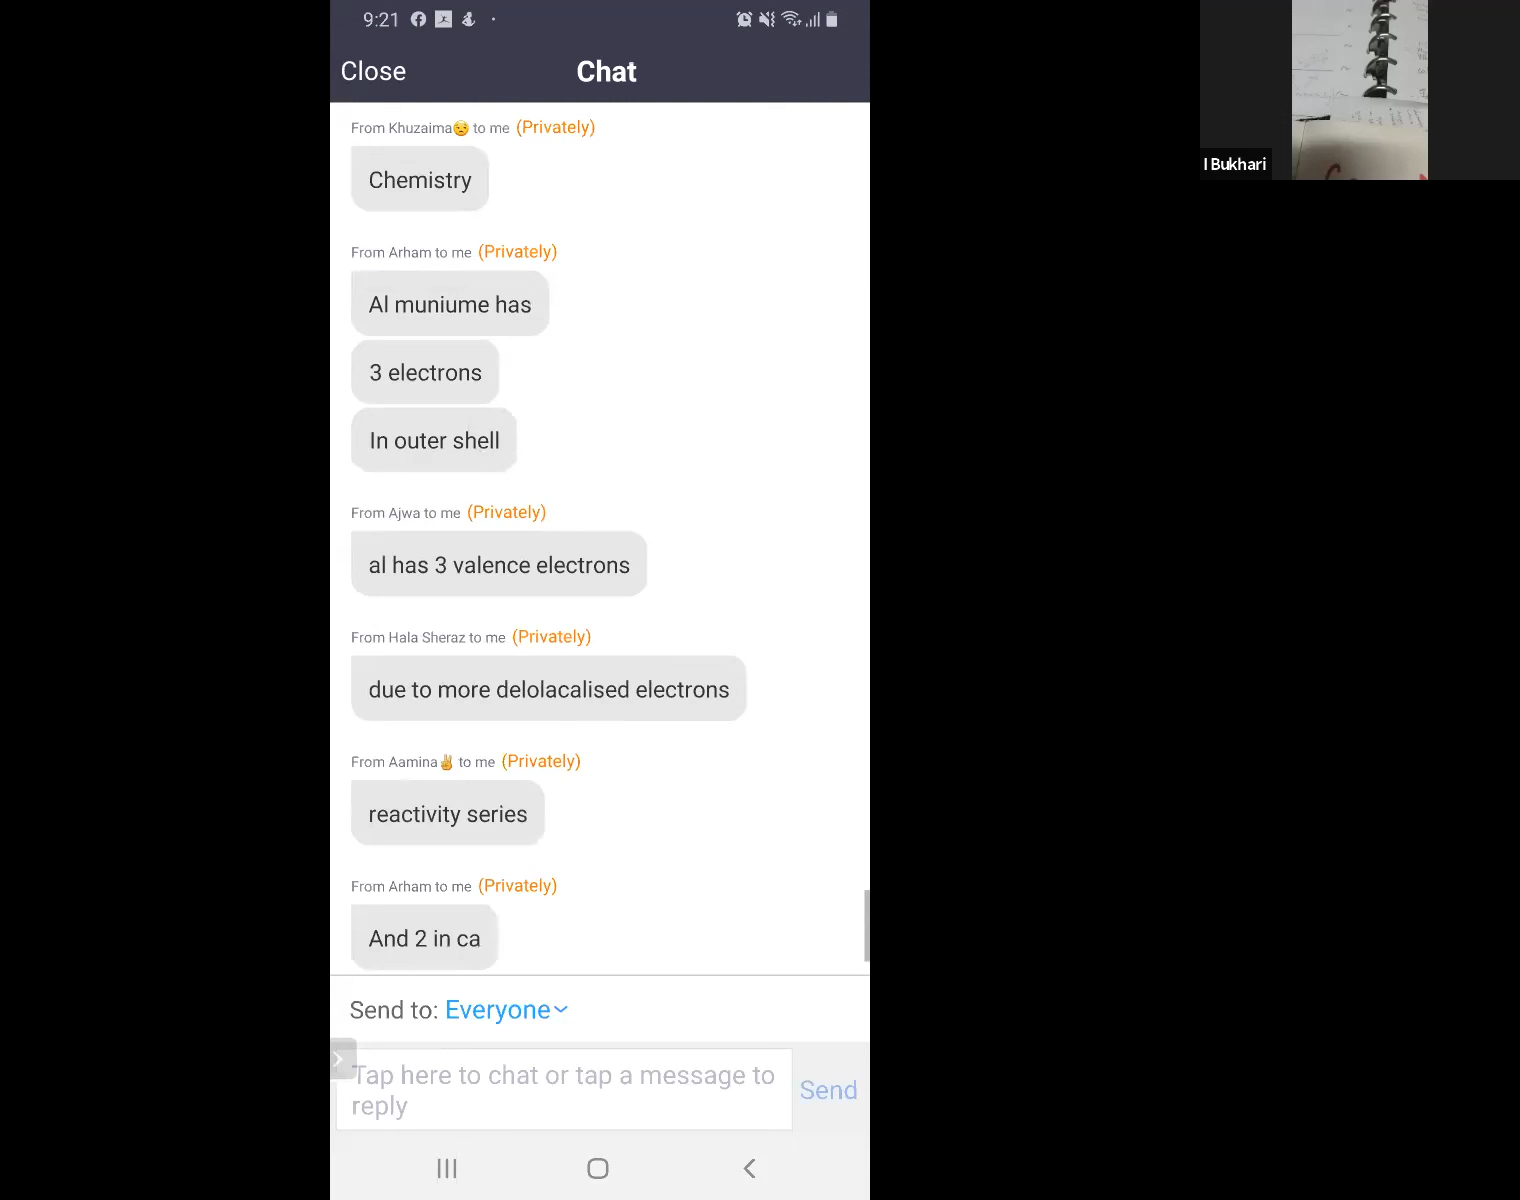 9:21
Close
Chat
From Khuzaima😒 to me (Privately)
Chemistry
From Arham to me (Privately)
Al muniume has
3 electrons
In outer shell
From Ajwa to me (Privately)
al has 3 valence electrons
From Hala Sheraz to me (Privately)
due to more delolacalised electrons
From Aamina✌ to me (Privately)
reactivity series
From Arham to me (Privately)
And 2 in ca
Send to: Everyone
Tap here to chat or tap a message to
reply
Send
I Bukhari